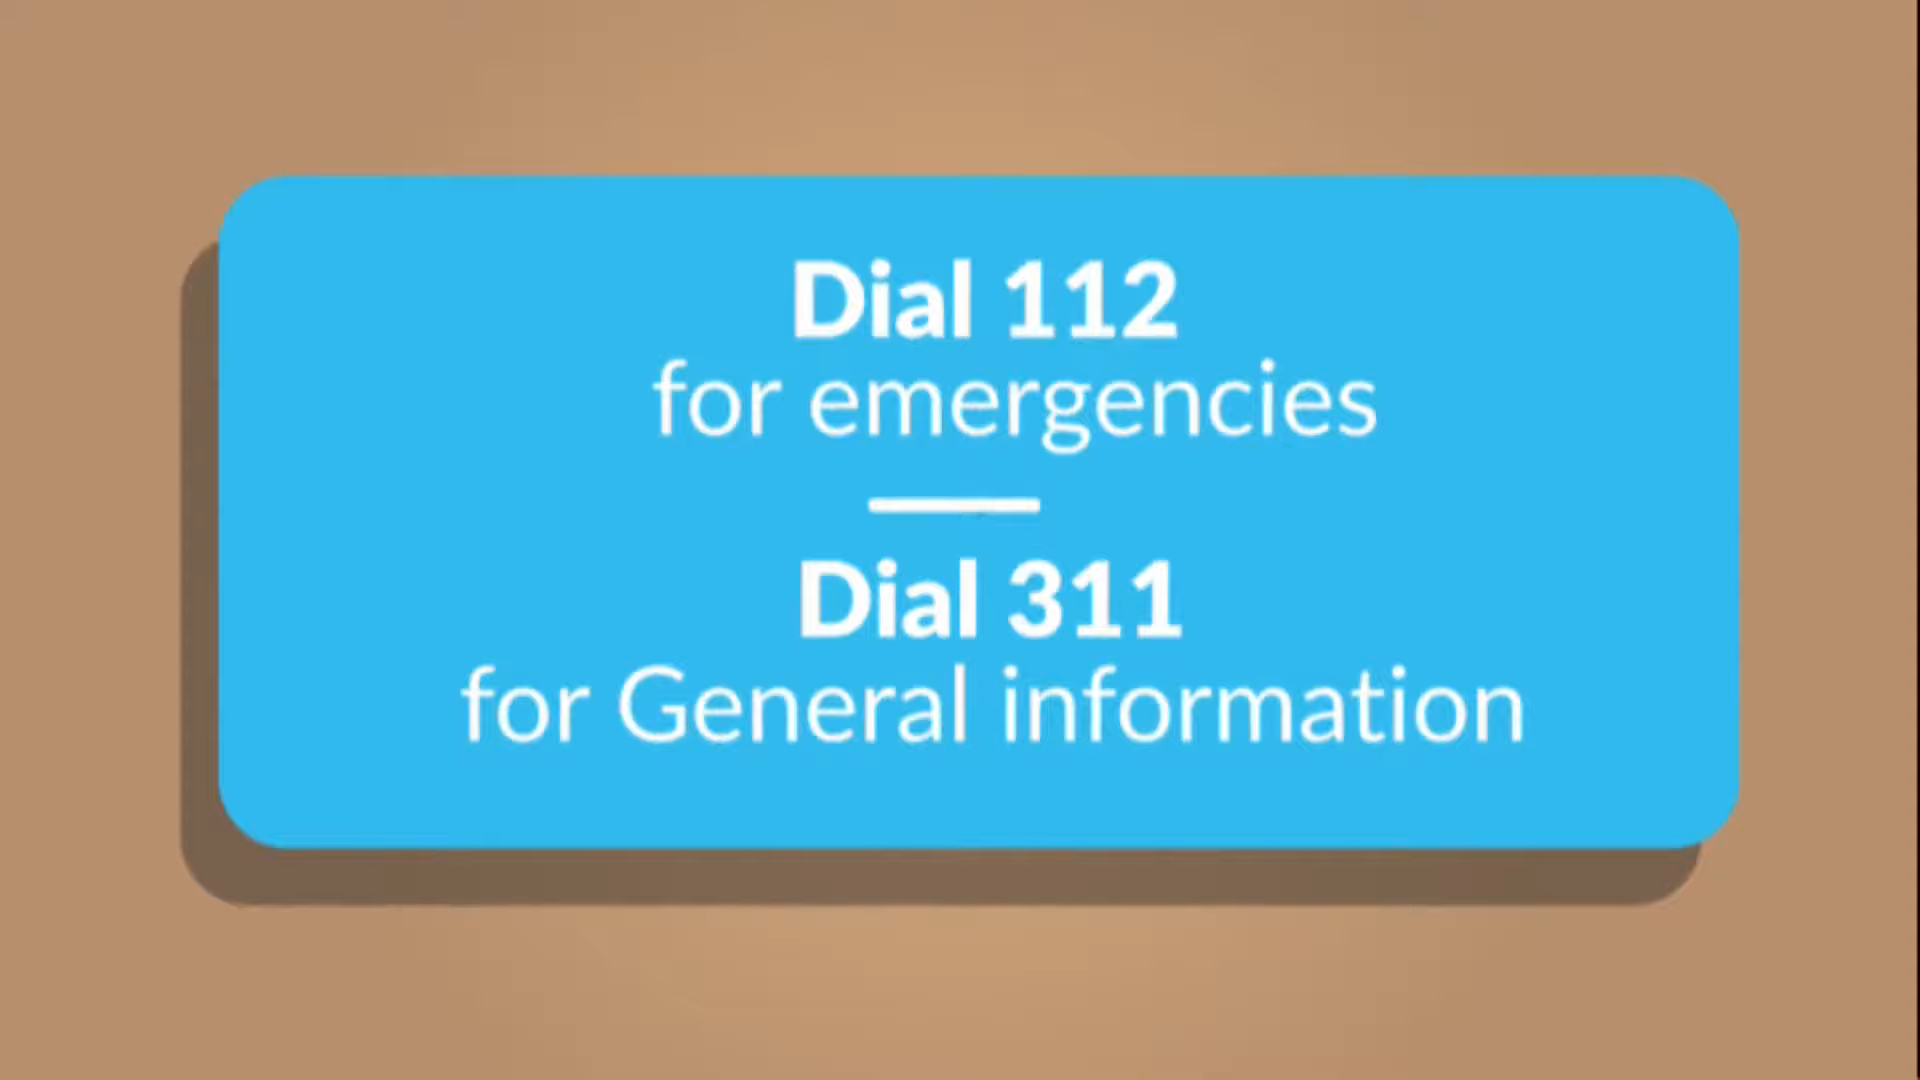 Dial 112
for emergencies
Dial 311
for General information